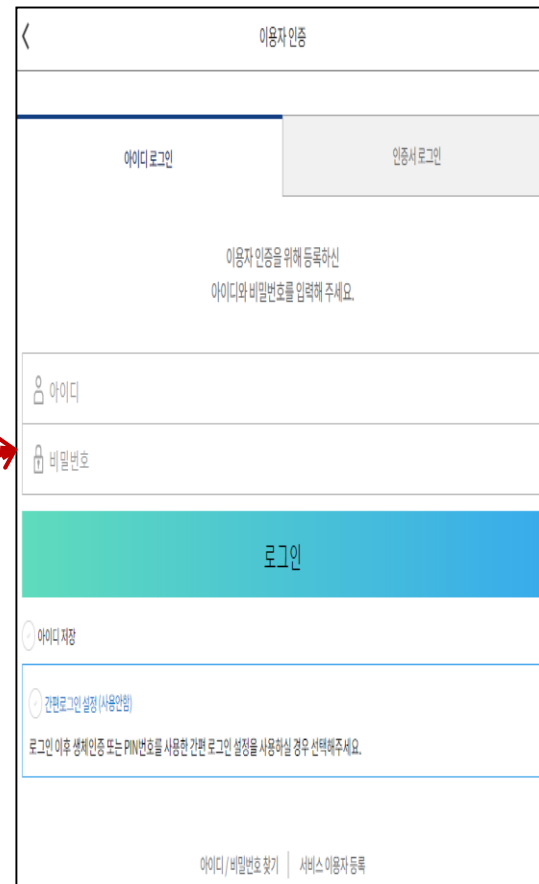 이용자 인증
아이디 로그인
인증서 로그인
이용자 인증을 위해 등록하신
아이디와 비밀번호를 입력해 주세요.
아이디
비밀번호
로그인
아이디 저장
간편로그인 설정 (사용안함)
로그인 이후 생체인증 또는 PIN번호를 사용한 간편 로그인 설정을 사용하실 경우 선택해주세요.
아이디 / 비밀번호 찾기 | 서비스 이용자 등록